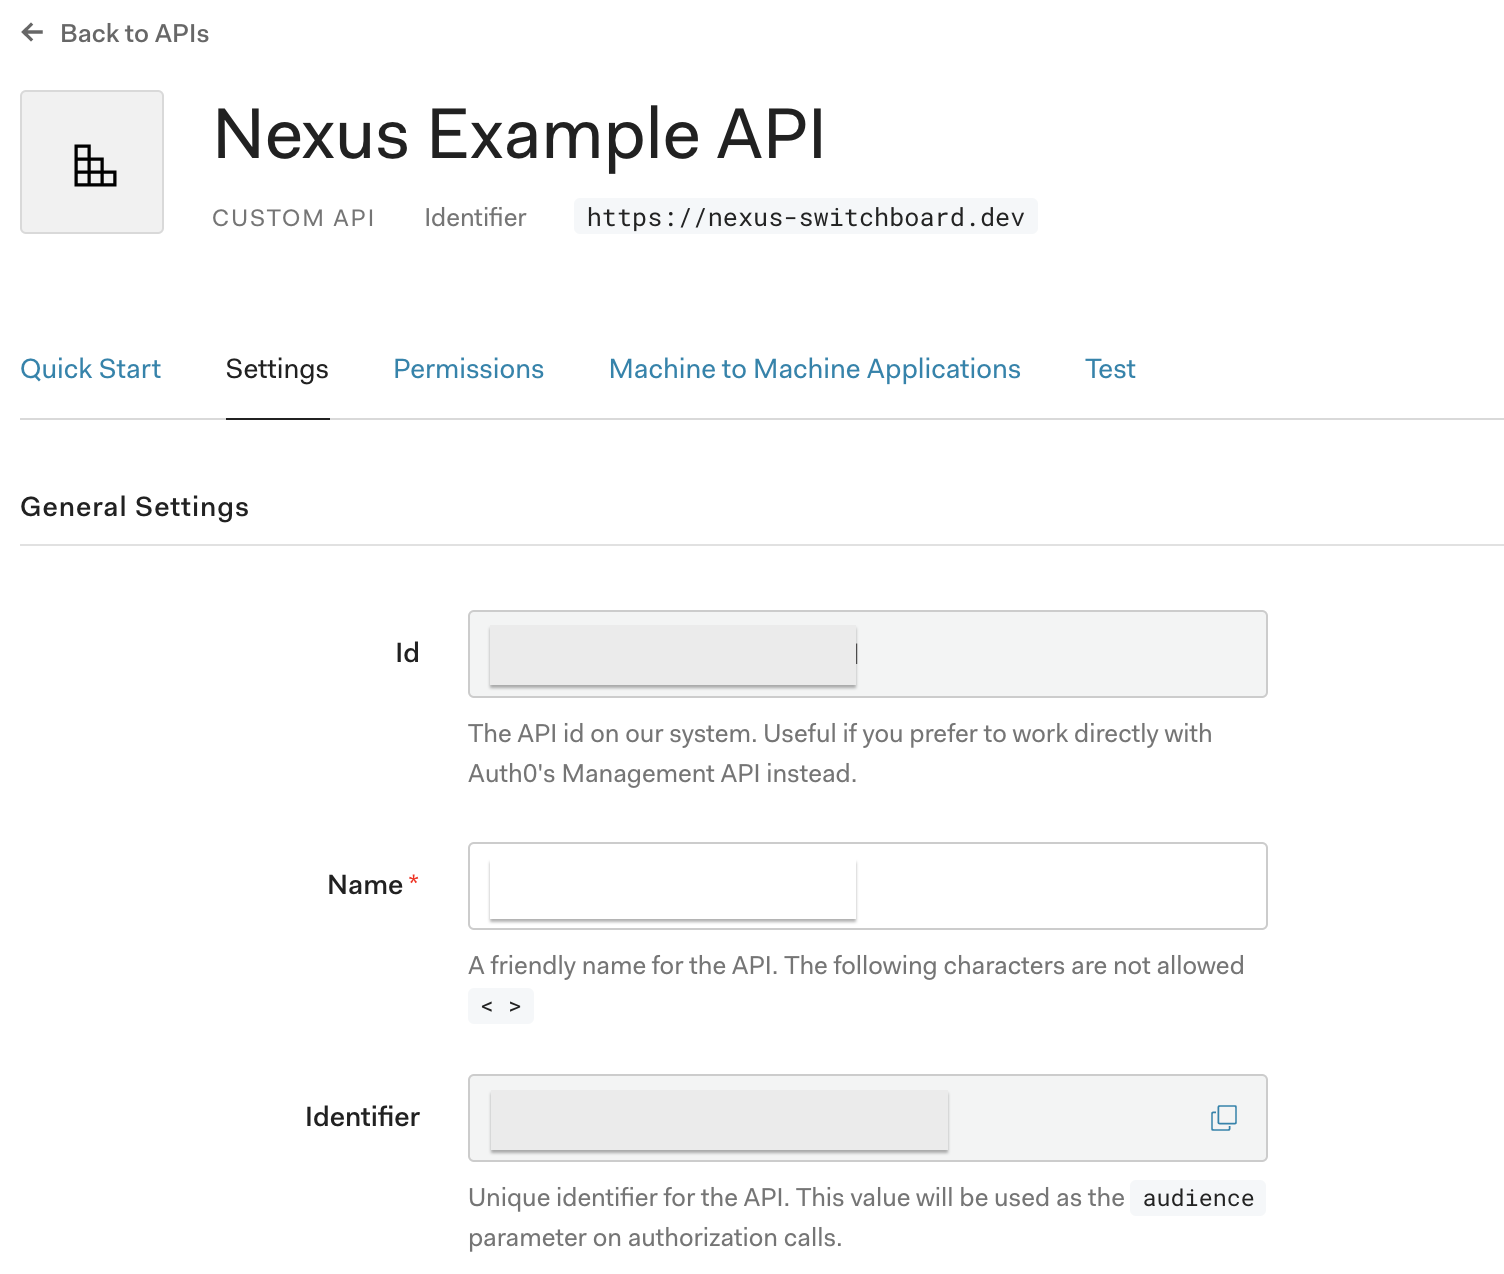 Back to APIs
Nexus Example API
CUSTOM API Identifier https://nexus-switchboard.dev
Quick Start Settings Permissions Machine to Machine Applications Test
General Settings
Id
The API id on our system. Useful if you prefer to work directly with
Auth0's Management API instead.
Name *
A friendly name for the API. The following characters are not allowed
< >
Identifier
Unique identifier for the API. This value will be used as the audience
parameter on authorization calls.